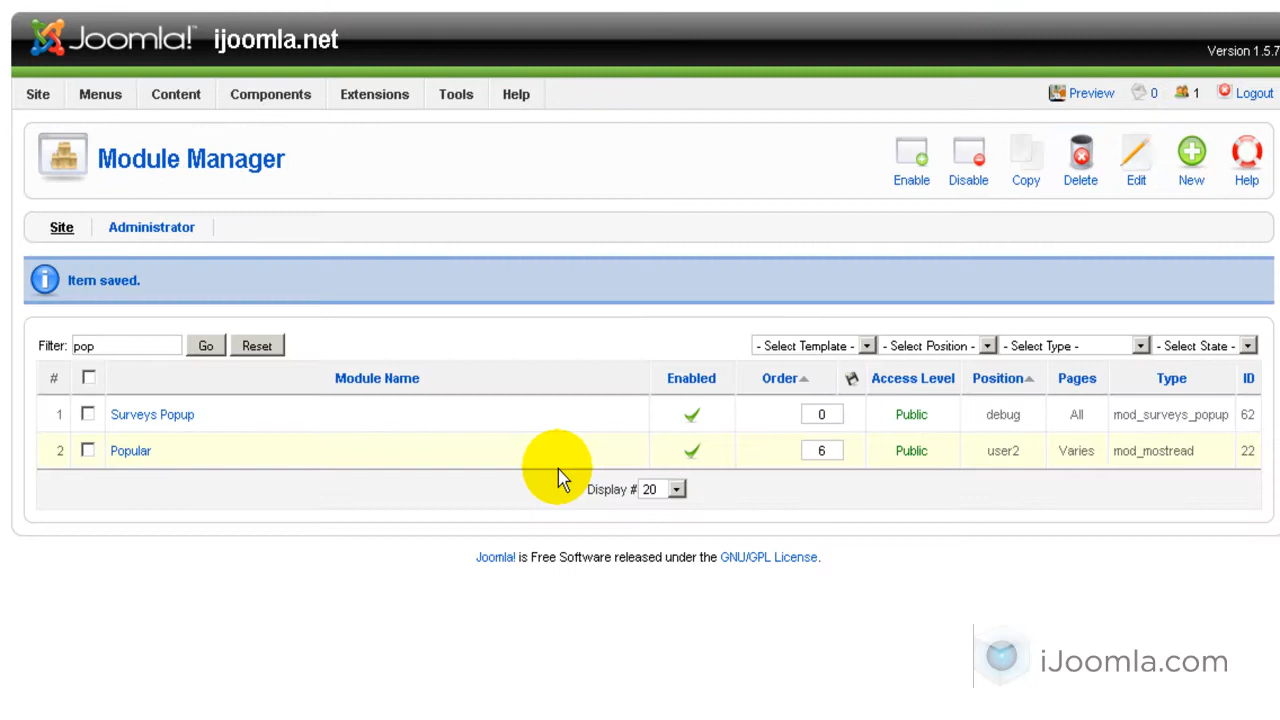 Joomla! ijoomla.net
Version 1.5.7
Site Menus Content Components Extensions Tools Help Preview 0 1 Logout
Module Manager
Enable Disable Copy Delete Edit New Help
Site Administrator
Item saved.
Filter: pop Go Reset - Select Template - - Select Position - - Select Type - - Select State -
# Module Name Enabled Order Access Level Position Pages Type ID
1 Surveys Popup 0 Public debug All mod_surveys_popup 62
2 Popular 6 Public user2 Varies mod_mostread 22
Display # 20
Joomla! is Free Software released under the GNU/GPL License.
iJoomla.com